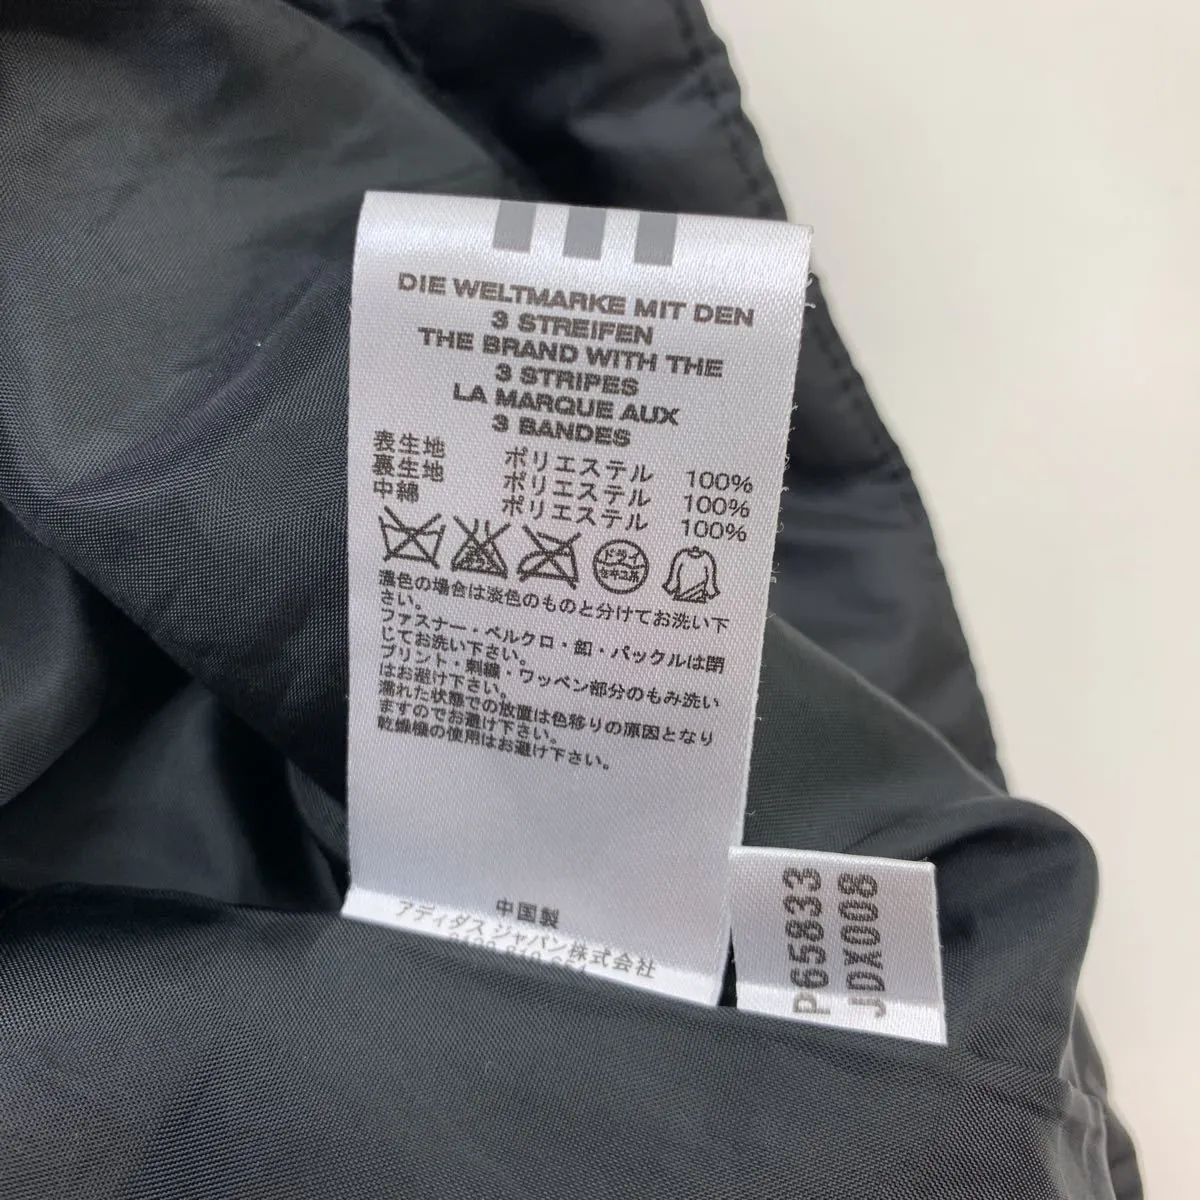 DIE WELTMARKE MIT DEN
3 STREIFEN
THE BRAND WITH THE
3 STRIPES
LA MARQUE AUX
3 BANDES
表生地 ポリエステル 100%
裏生地 ポリエステル 100%
中綿 ポリエステル 100%
ドライ
セキユ系
濃色の場合は淡色のものと分けてお洗い下
さい。
ファスナー・ベルクロ・釦・バックルは閉
じてお洗い下さい。
プリント・刺繍・ワッペン部分のもみ洗い
はお避け下さい。
濡れた状態での放置は色移りの原因となり
ますのでお避け下さい。
乾燥機の使用はお避け下さい。
中国製
アディダス ジャパン株式会社
P65833
JDX008